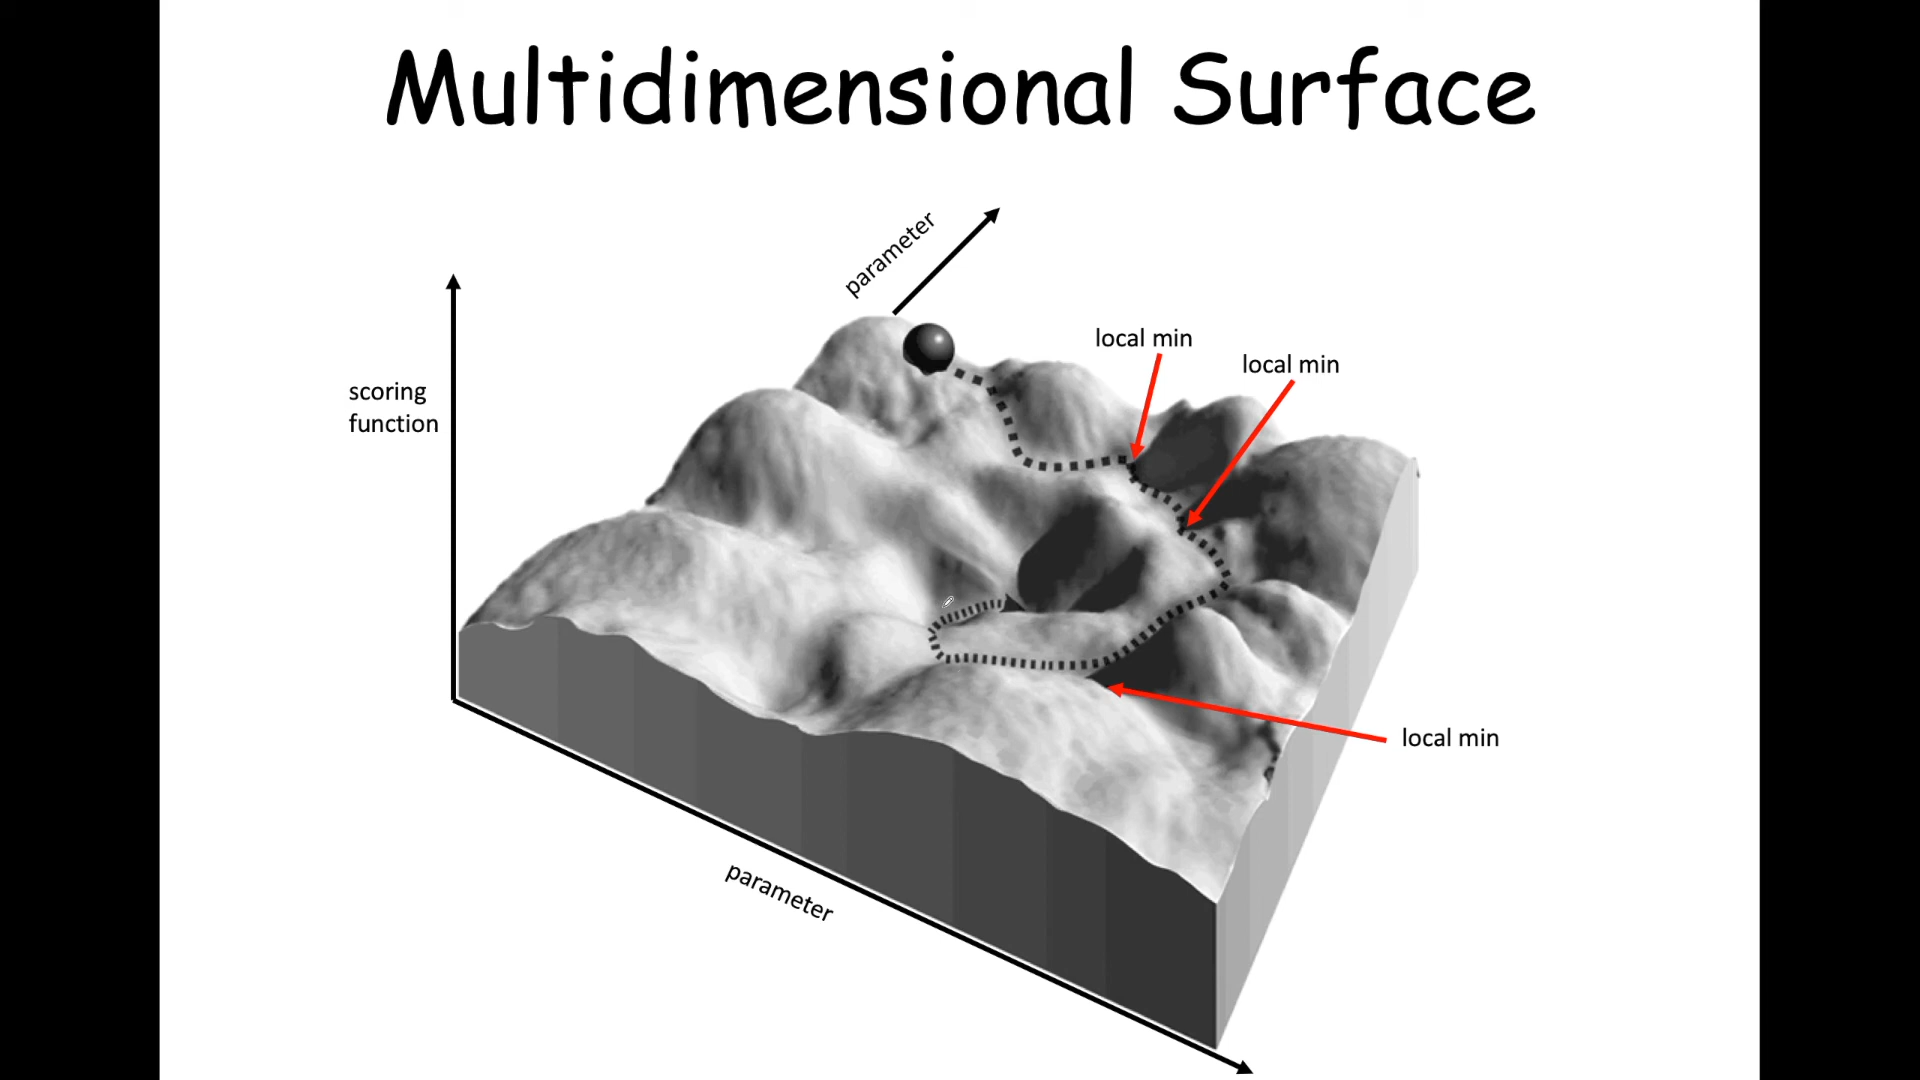 Multidimensional Surface
parameter
local min
local min
scoring
function
local min
parameter